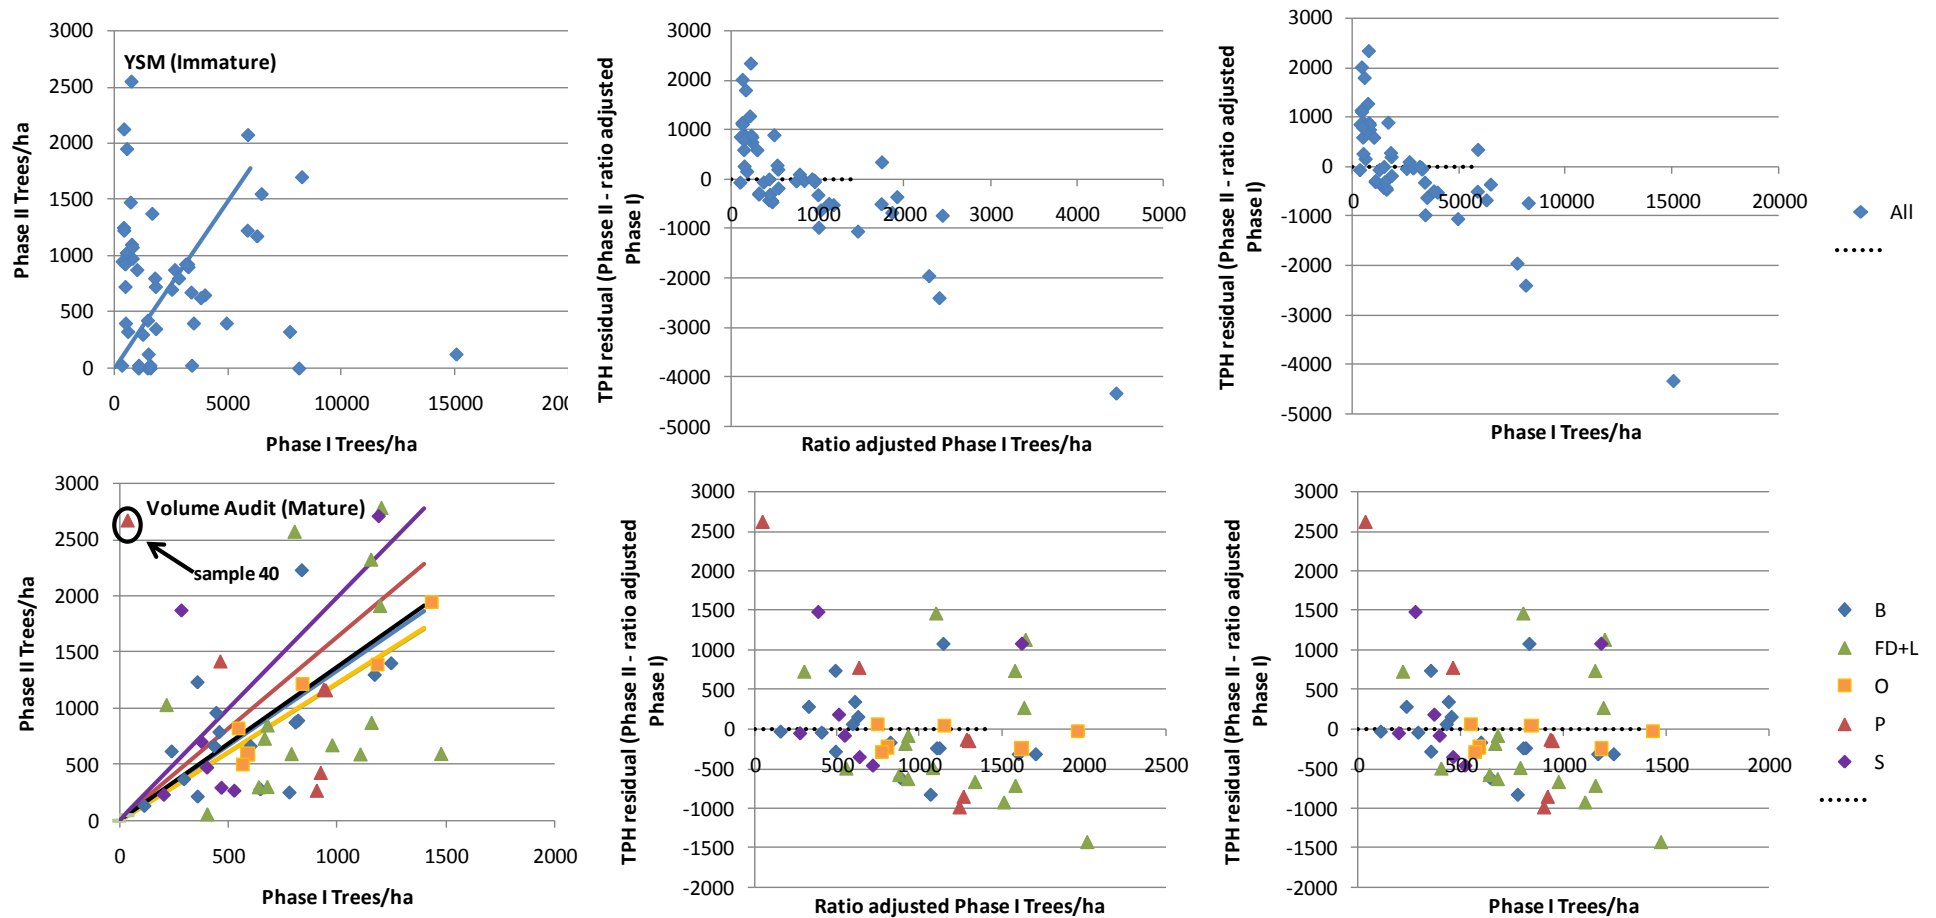 3000
2500
2000
1500
1000
500
0
0 5000 10000 15000 200
YSM (Immature)
Phase II Trees/ha
Phase I Trees/ha
3000
2000
1000
0
-1000
-2000
-3000
-4000
-5000
0 1000 2000 3000 4000 5000
TPH residual (Phase II - ratio adjusted
Phase I)
Ratio adjusted Phase I Trees/ha
3000
2000
1000
0
-1000
-2000
-3000
-4000
-5000
0 5000 10000 15000 20000
TPH residual (Phase II - ratio adjusted
Phase I)
Phase I Trees/ha
All
3000
2500
2000
1500
1000
500
0
0 500 1000 1500 2000
Volume Audit (Mature)
sample 40
Phase II Trees/ha
Phase I Trees/ha
3000
2500
2000
1500
1000
500
0
-500
-1000
-1500
-2000
0 500 1000 1500 2000 2500
TPH residual (Phase II - ratio adjusted
Phase I)
Ratio adjusted Phase I Trees/ha
3000
2500
2000
1500
1000
500
0
-500
-1000
-1500
-2000
0 500 1000 1500 2000
TPH residual (Phase II - ratio adjusted
Phase I)
Phase I Trees/ha
B
FD+L
O
P
S